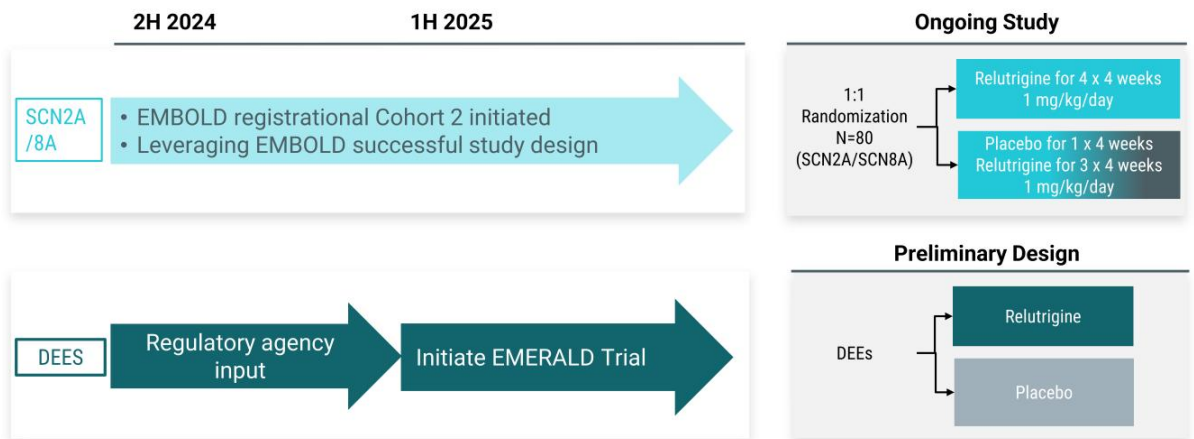 2H 2024
1H 2025
Ongoing Study
SCN2A
/8A
• EMBOLD registrational Cohort 2 initiated
• Leveraging EMBOLD successful study design
1:1
Randomization
N=80
(SCN2A/SCN8A)
Relutrigine for 4 x 4 weeks
1 mg/kg/day
Placebo for 1 x 4 weeks
Relutrigine for 3 x 4 weeks
1 mg/kg/day
Preliminary Design
DEES
Regulatory agency
input
Initiate EMERALD Trial
DEEs
Relutrigine
Placebo